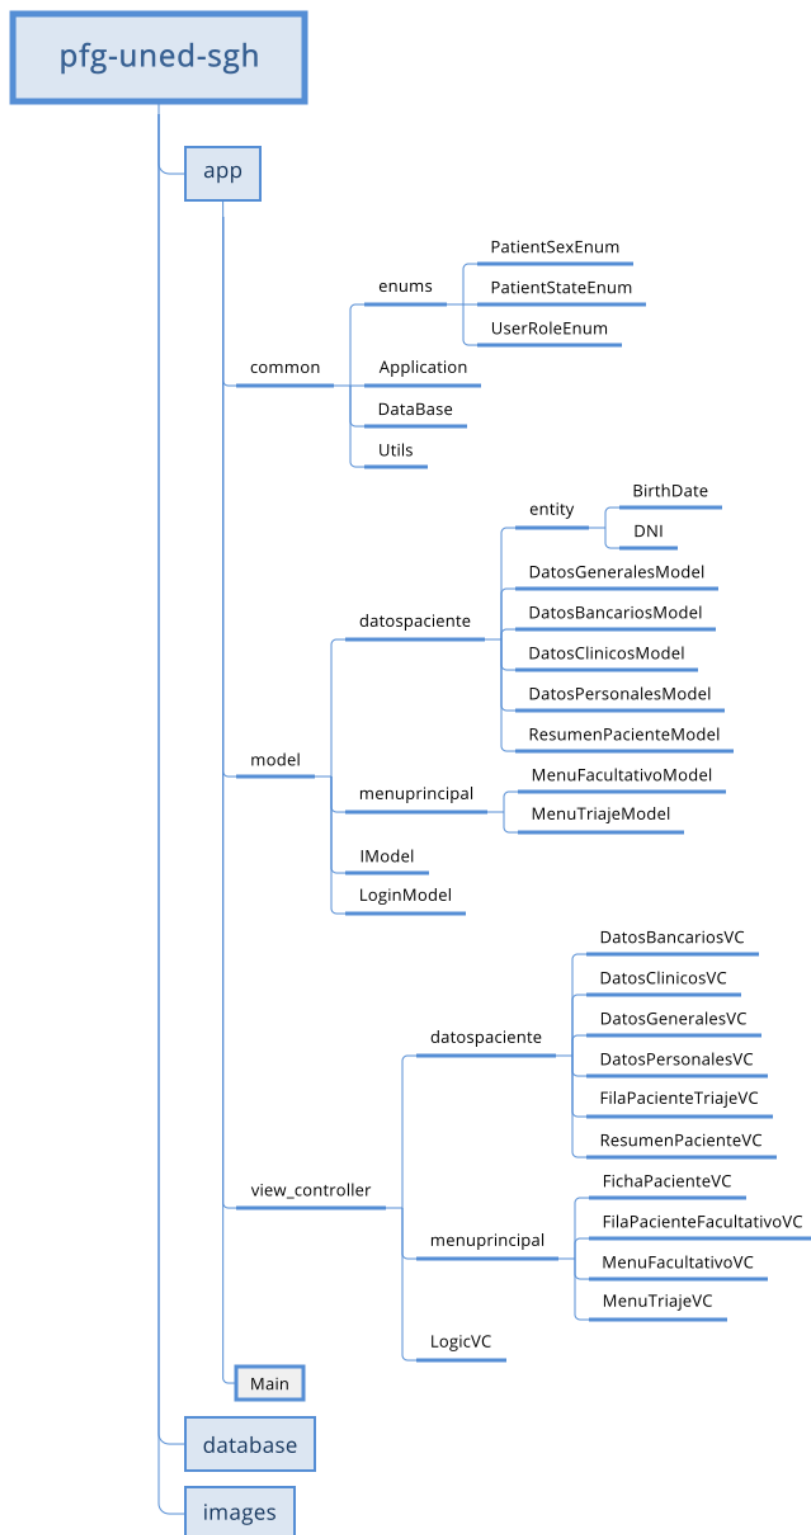 pfg-uned-sgh
app
common
enums
PatientSexEnum
PatientStateEnum
UserRoleEnum
Application
DataBase
Utils
model
datospaciente
entity
BirthDate
DNI
DatosGeneralesModel
DatosBancariosModel
DatosClinicosModel
DatosPersonalesModel
ResumenPacienteModel
menuprincipal
MenuFacultativoModel
MenuTriajeModel
IModel
LoginModel
view_controller
datospaciente
DatosBancariosVC
DatosClinicosVC
DatosGeneralesVC
DatosPersonalesVC
FilaPacienteTriajeVC
ResumenPacienteVC
menuprincipal
FichaPacienteVC
FilaPacienteFacultativoVC
MenuFacultativoVC
MenuTriajeVC
LogicVC
Main
database
images